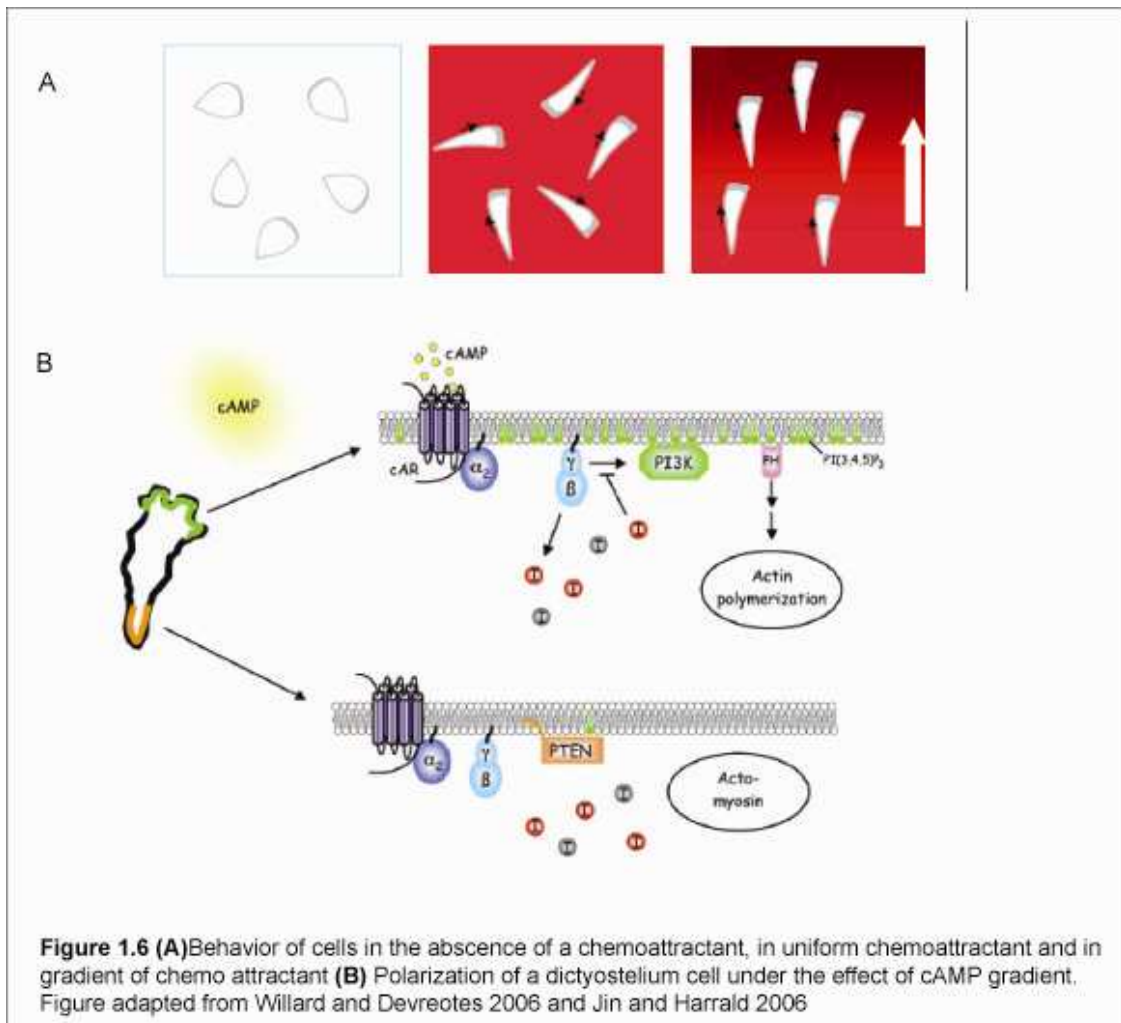 A
B
cAMP
cAMP
cAR
α2
γ
β
PI3K
PH
PI(3,4,5)P3
I
I
I
I
I
Actin
polymerization
α2
γ
β
PTEN
I
I
I
I
I
Acto-
myosin
Figure 1.6 (A)Behavior of cells in the abscence of a chemoattractant, in uniform chemoattractant and in
gradient of chemo attractant (B) Polarization of a dictyostelium cell under the effect of cAMP gradient.
Figure adapted from Willard and Devreotes 2006 and Jin and Harrald 2006